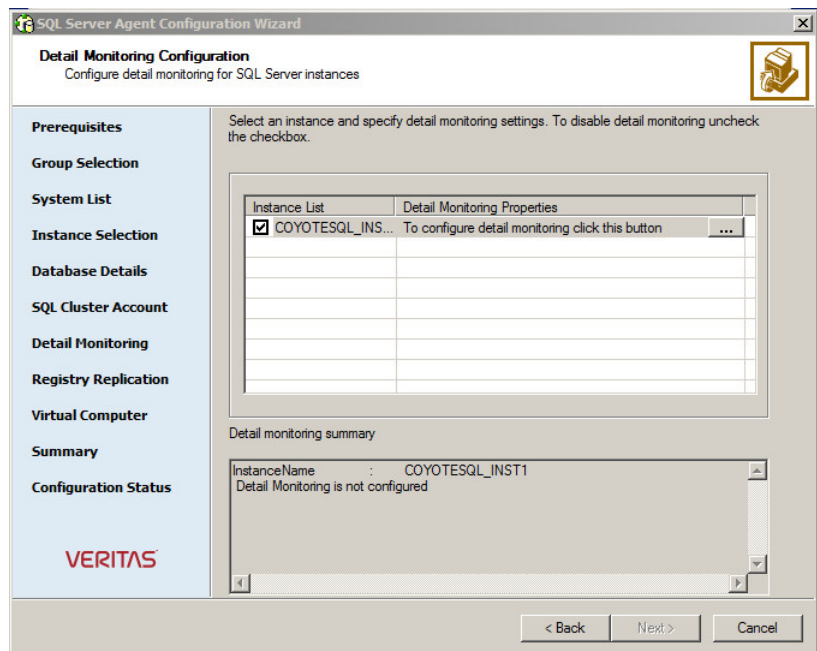 SQL Server Agent Configuration Wizard
Detail Monitoring Configuration
Configure detail monitoring for SQL Server instances
Prerequisites
Group Selection
System List
Instance Selection
Database Details
SQL Cluster Account
Detail Monitoring
Registry Replication
Virtual Computer
Summary
Configuration Status
VERITAS
Select an instance and specify detail monitoring settings. To disable detail monitoring uncheck
the checkbox.
Instance List Detail Monitoring Properties
COYOTESQL_INS... To configure detail monitoring click this button ...
Detail monitoring summary
InstanceName : COYOTESQL_INST1
Detail Monitoring is not configured
< Back Next > Cancel